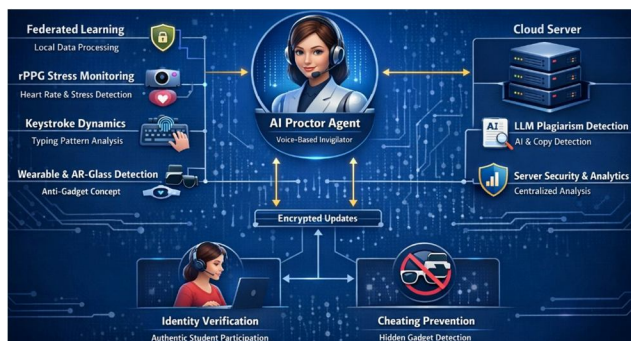 Federated Learning
Local Data Processing
rPPG Stress Monitoring
Heart Rate & Stress Detection
Keystroke Dynamics
Typing Pattern Analysis
Wearable & AR-Glass Detection
Anti-Gadget Concept
AI Proctor Agent
Voice-Based Invigilator
Cloud Server
AI
LLM Plagiarism Detection
AI & Copy Detection
Server Security & Analytics
Centralized Analysis
Encrypted Updates
Identity Verification
Authentic Student Participation
Cheating Prevention
Hidden Gadget Detection